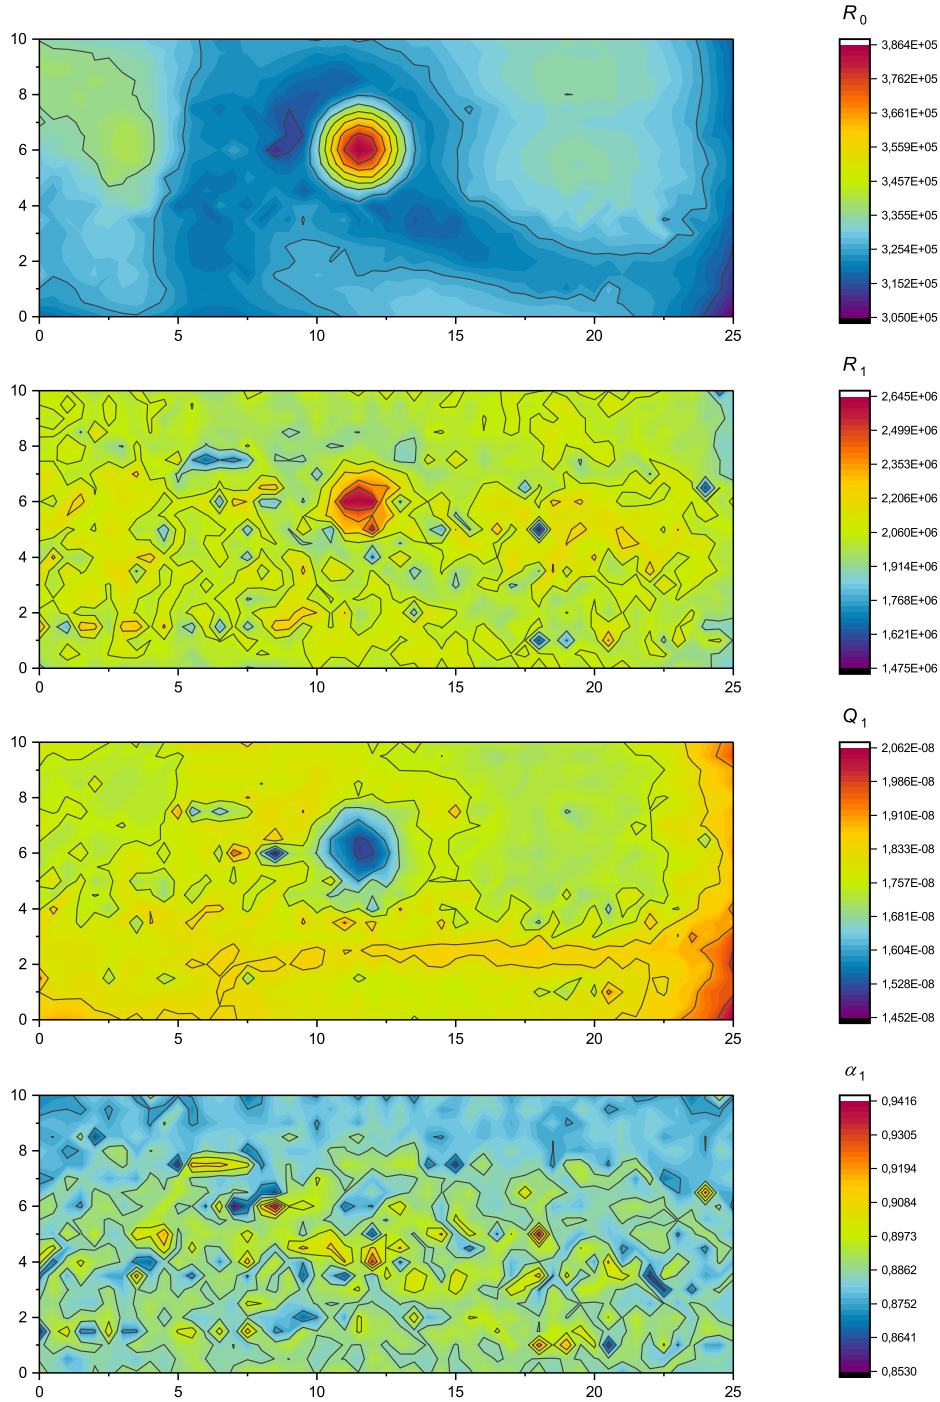 R0
10
8
6
4
2
0
0
5
10
15
20
25
3,864E+05
3,762E+05
3,661E+05
3,559E+05
3,457E+05
3,355E+05
3,254E+05
3,152E+05
3,050E+05
R1
10
8
6
4
2
0
0
5
10
15
20
25
2,645E+06
2,499E+06
2,353E+06
2,206E+06
2,060E+06
1,914E+06
1,768E+06
1,621E+06
1,475E+06
Q1
10
8
6
4
2
0
0
5
10
15
20
25
2,062E-08
1,986E-08
1,910E-08
1,833E-08
1,757E-08
1,681E-08
1,604E-08
1,528E-08
1,452E-08
α1
10
8
6
4
2
0
0
5
10
15
20
25
0,9416
0,9305
0,9194
0,9084
0,8973
0,8862
0,8752
0,8641
0,8530